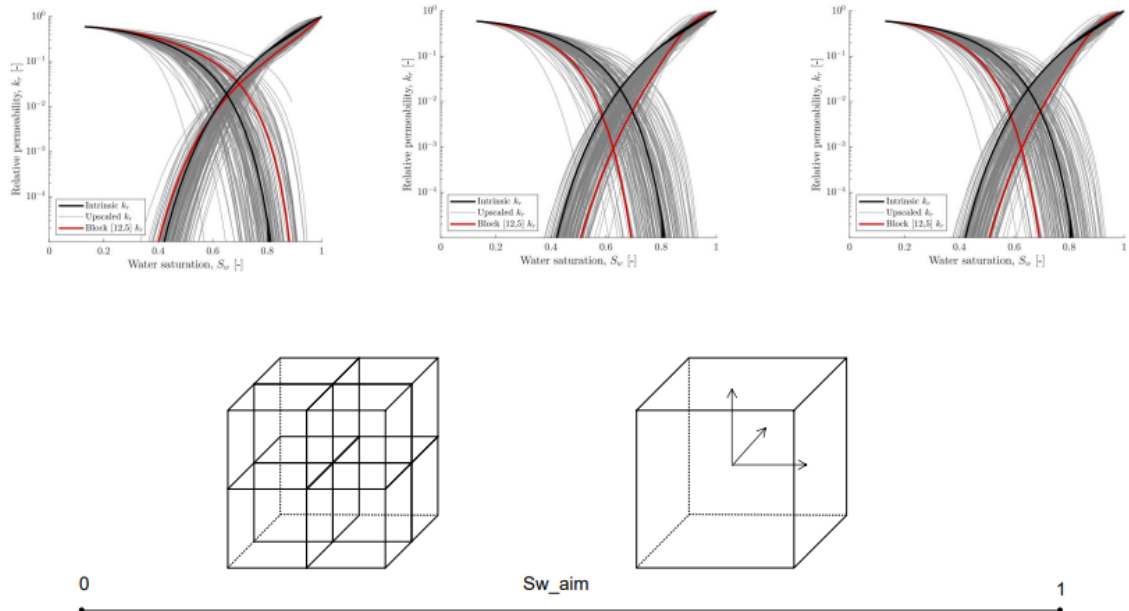 Relative permeability, k_r [-]
10^0
10^-1
10^-2
10^-3
10^-4
Intrinsic k_r
Upscaled k_r
Block [12,5] k_r
0 0.2 0.4 0.6 0.8 1
Water saturation, S_w [-]
Relative permeability, k_r [-]
10^0
10^-1
10^-2
10^-3
10^-4
Intrinsic k_r
Upscaled k_r
Block [12,5] k_r
0 0.2 0.4 0.6 0.8 1
Water saturation, S_w [-]
Relative permeability, k_r [-]
10^0
10^-1
10^-2
10^-3
10^-4
Intrinsic k_r
Upscaled k_r
Block [12,5] k_r
0 0.2 0.4 0.6 0.8 1
Water saturation, S_w [-]
0 Sw_aim 1